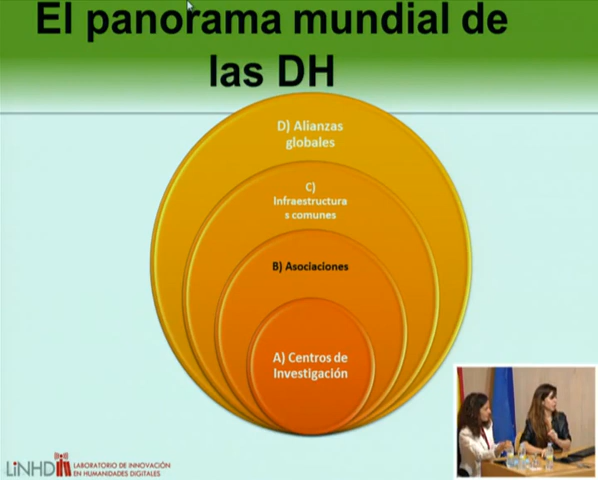 El panorama mundial de
las DH
D) Alianzas
globales
C)
Infraestructura
s comunes
B) Asociaciones
A) Centros de
Investigación
LINHD
LABORATORIO DE INNOVACIÓN
EN HUMANIDADES DIGITALES